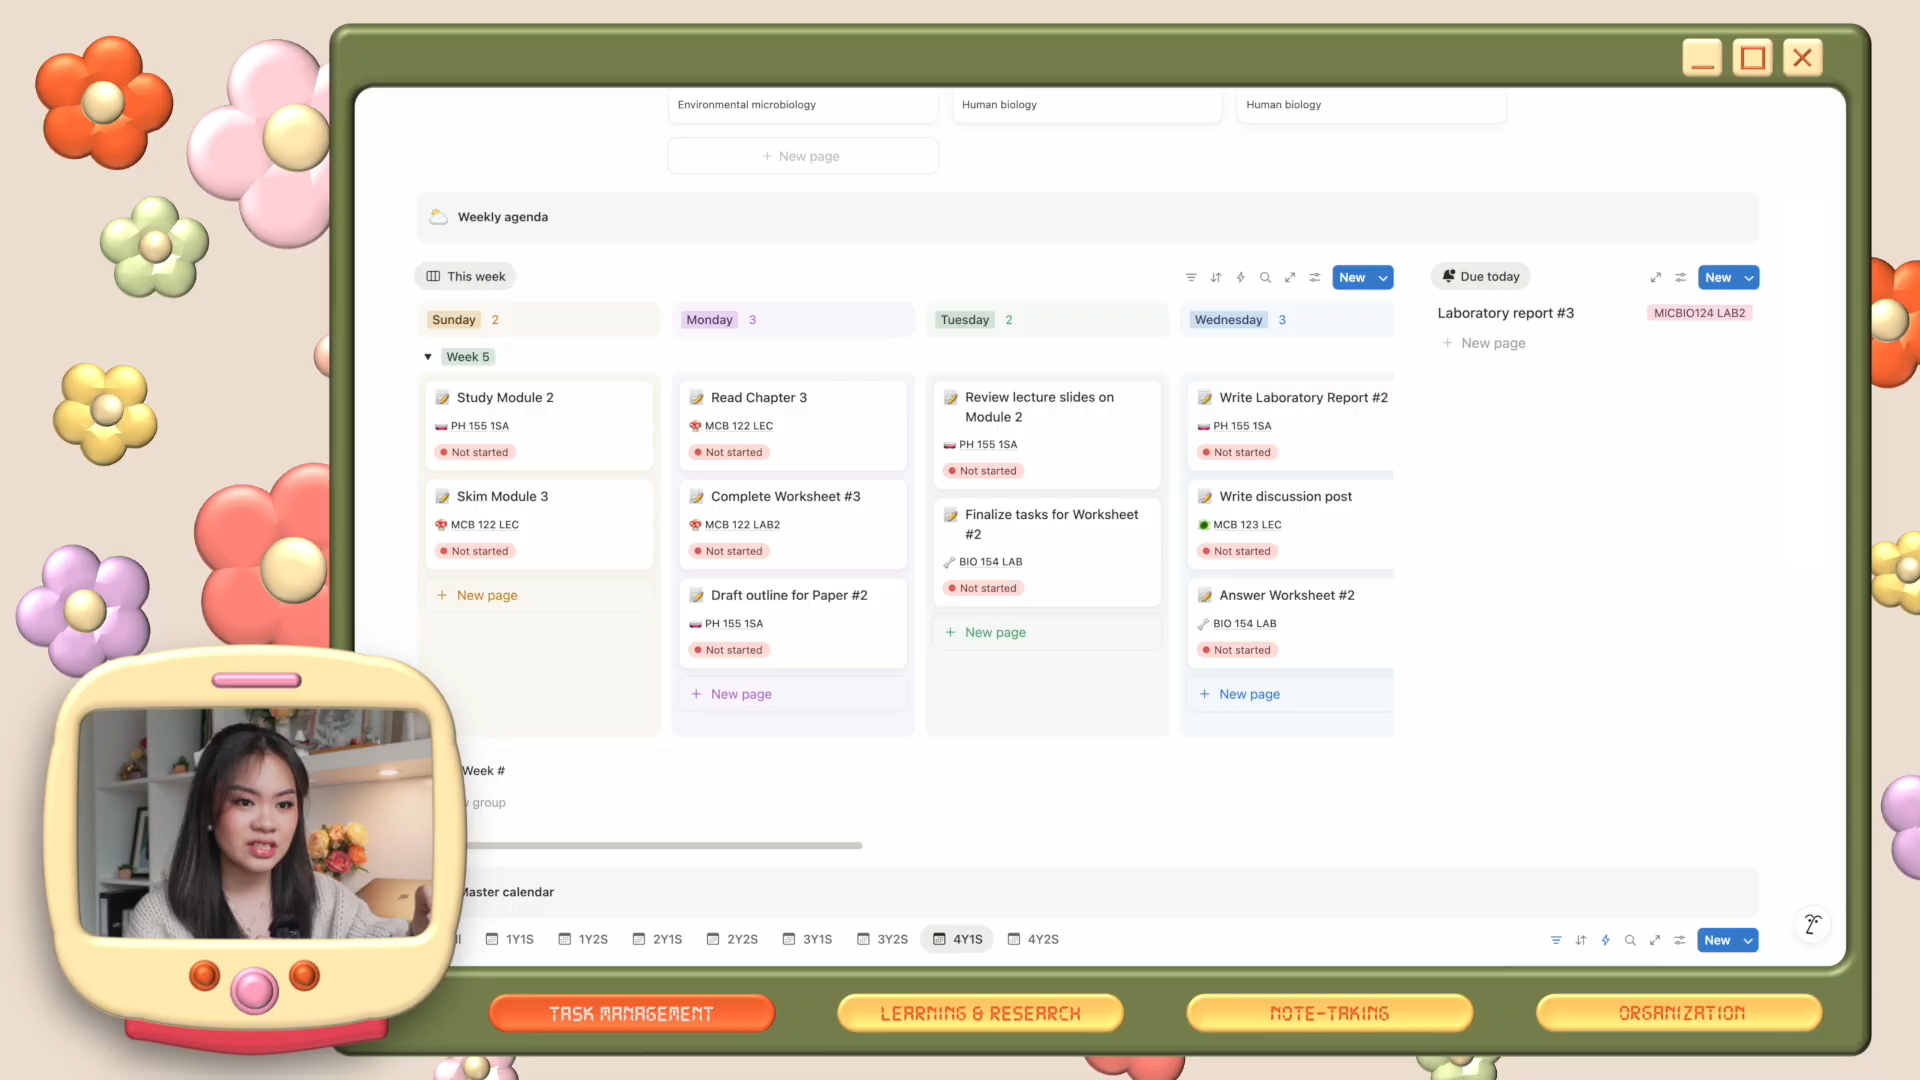 Environmental microbiology
Human biology
Human biology
+ New page
Weekly agenda
This week
New
Due today
New
Sunday 2
Monday 3
Tuesday 2
Wednesday 3
Laboratory report #3
MICBIO124 LAB2
+ New page
Week 5
Study Module 2
PH 155 1SA
Not started
Skim Module 3
MCB 122 LEC
Not started
+ New page
Read Chapter 3
MCB 122 LEC
Not started
Complete Worksheet #3
MCB 122 LAB2
Not started
Draft outline for Paper #2
PH 155 1SA
Not started
+ New page
Review lecture slides on
Module 2
PH 155 1SA
Not started
Finalize tasks for Worksheet
#2
BIO 154 LAB
Not started
+ New page
Write Laboratory Report #2
PH 155 1SA
Not started
Write discussion post
MCB 123 LEC
Not started
Answer Worksheet #2
BIO 154 LAB
Not started
+ New page
Week #
group
Master calendar
1Y1S
1Y2S
2Y1S
2Y2S
3Y1S
3Y2S
4Y1S
4Y2S
New
TASK MANAGEMENT
LEARNING & RESEARCH
NOTE-TAKING
ORGANIZATION